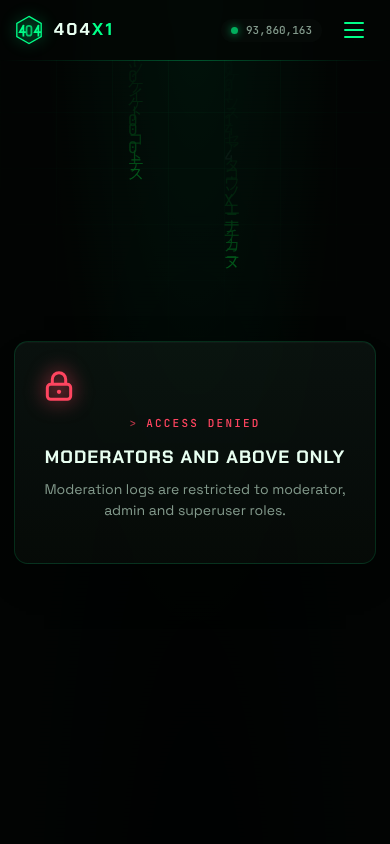 404
404X1
93,860,163
> ACCESS DENIED
MODERATORS AND ABOVE ONLY
Moderation logs are restricted to moderator,
admin and superuser roles.